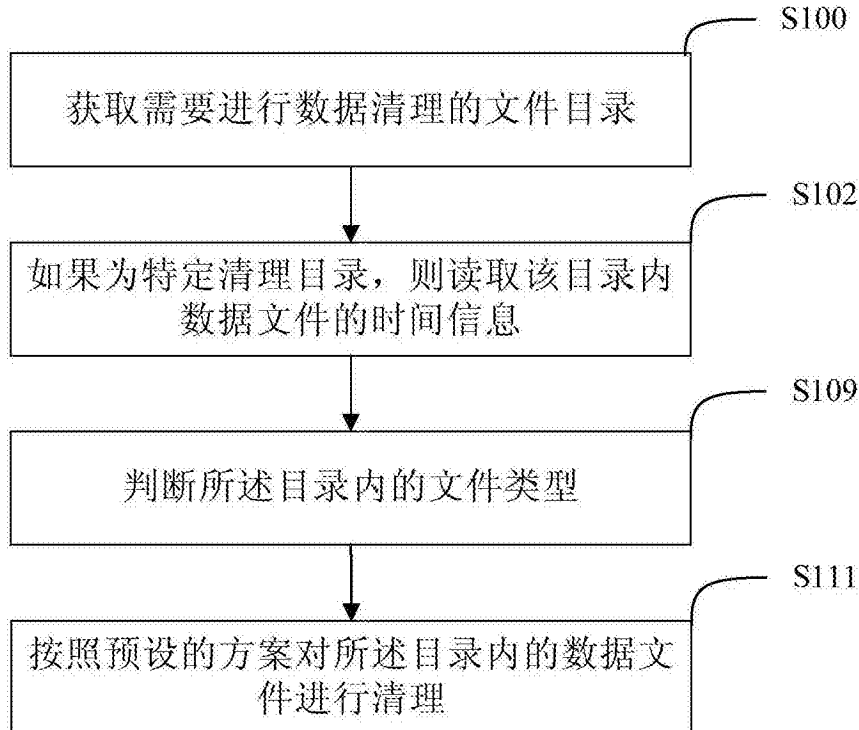 S100
获取需要进行数据清理的文件目录
S102
如果为特定清理目录，则读取该目录内
数据文件的时间信息
S109
判断所述目录内的文件类型
S111
按照预设的方案对所述目录内的数据文
件进行清理